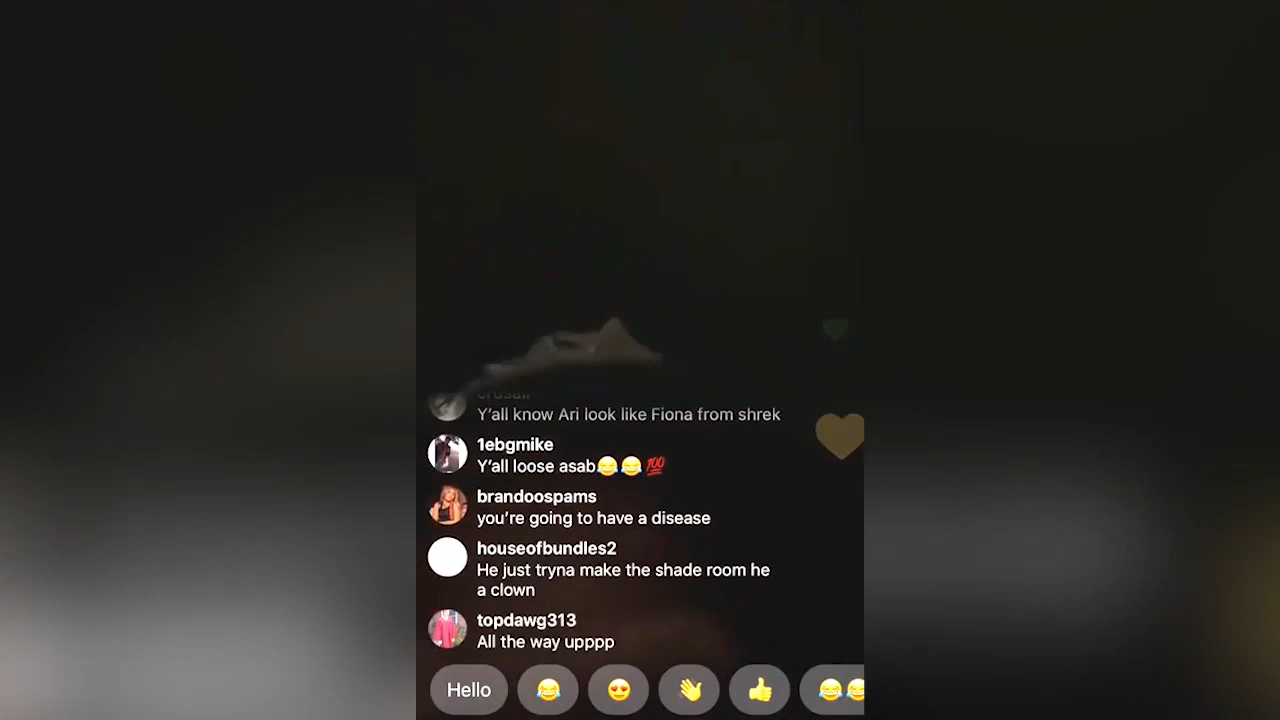 Y'all know Ari look like Fiona from shrek
1ebgmike
Y'all loose asab😂😂 💯
brandoospams
you're going to have a disease
houseofbundles2
He just tryna make the shade room he
a clown
topdawg313
All the way upppp
Hello